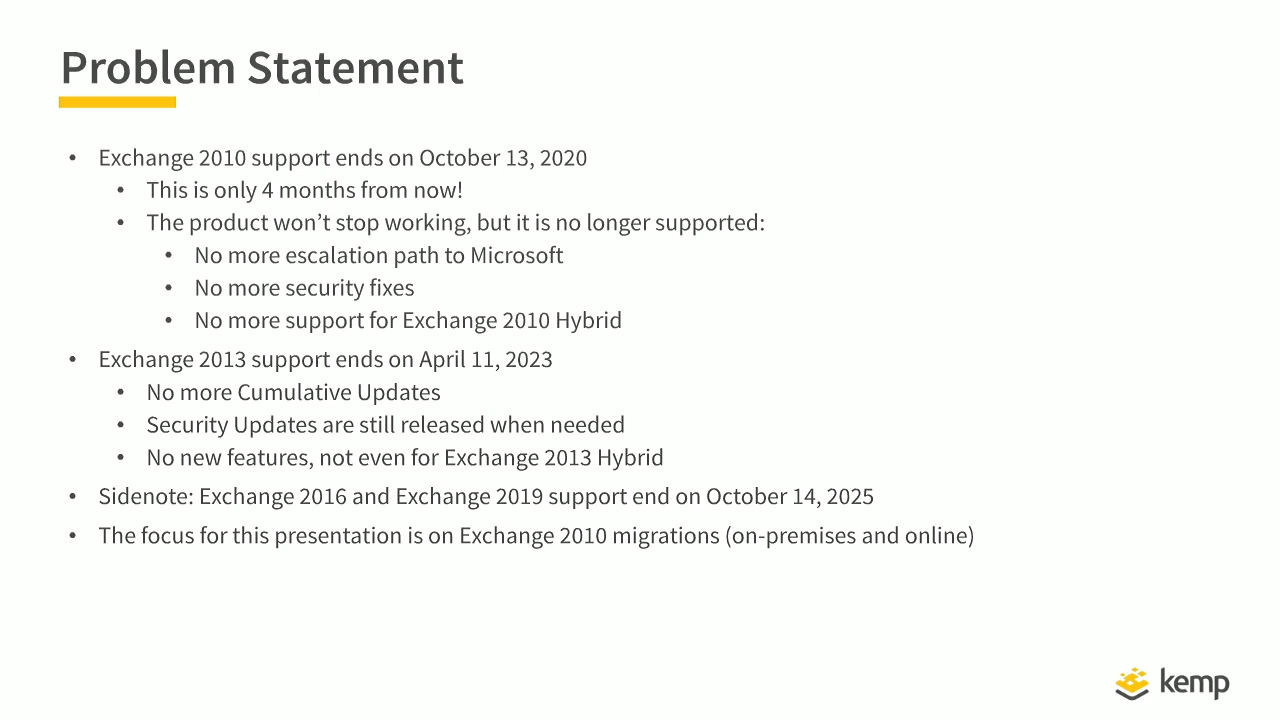 Problem Statement
• Exchange 2010 support ends on October 13, 2020
• This is only 4 months from now!
• The product won’t stop working, but it is no longer supported:
• No more escalation path to Microsoft
• No more security fixes
• No more support for Exchange 2010 Hybrid
• Exchange 2013 support ends on April 11, 2023
• No more Cumulative Updates
• Security Updates are still released when needed
• No new features, not even for Exchange 2013 Hybrid
• Sidenote: Exchange 2016 and Exchange 2019 support end on October 14, 2025
• The focus for this presentation is on Exchange 2010 migrations (on-premises and online)
kemp